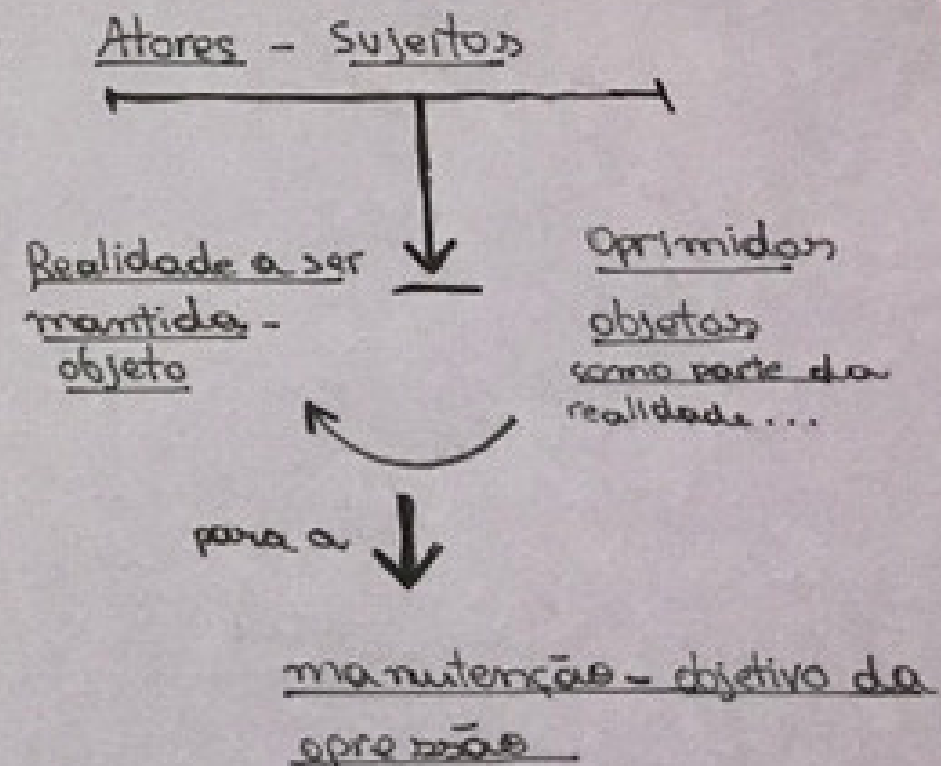 Atores - Sujeitos
Realidade a ser
mantida -
objeto
Oprimidos
objetos
como parte da
realidade...
para a
manutenção - objetivo da
opressão